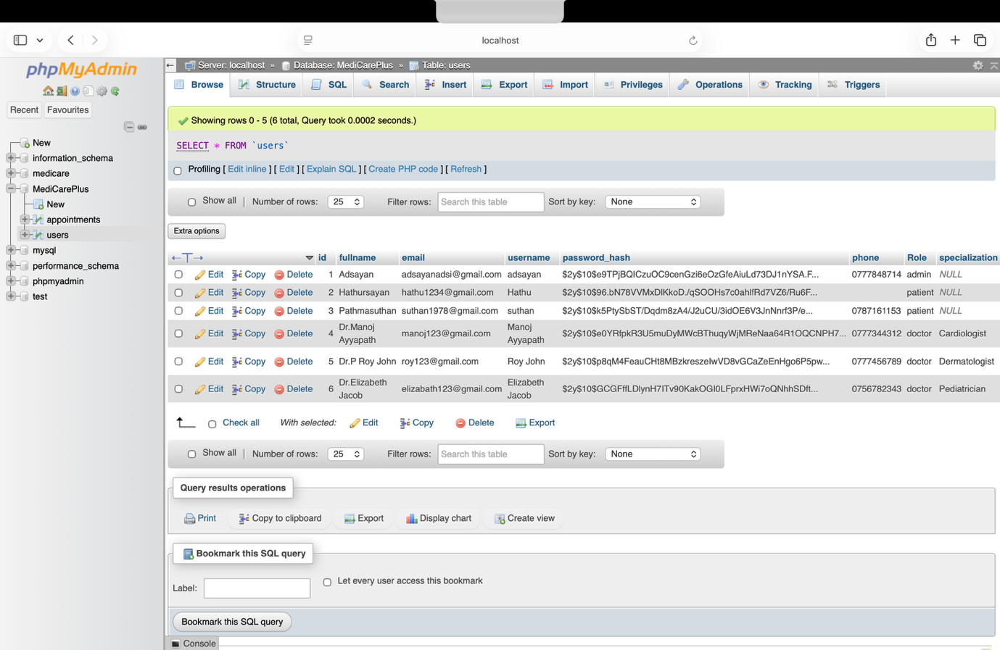 localhost
phpMyAdmin
Recent Favourites
New
information_schema
medicare
MediCarePlus
New
appointments
users
mysql
performance_schema
phpmyadmin
test
Server: localhost » Database: MediCarePlus » Table: users
Browse Structure SQL Search Insert Export Import Privileges Operations Tracking Triggers
Showing rows 0 - 5 (6 total, Query took 0.0002 seconds.)
SELECT * FROM `users`
Profiling [ Edit inline ] [ Edit ] [ Explain SQL ] [ Create PHP code ] [ Refresh ]
Show all | Number of rows: 25 Filter rows: Search this table Sort by key: None
Extra options
←T→ id fullname email username password_hash phone Role specialization
Edit Copy Delete 1 Adsayan adsayanadsi@gmail.com adsayan $2y$10$e9TPjBQICzuOC9cenGzi6eOzGfeAiuLd73DJ1nYSA.F... 0777848714 admin NULL
Edit Copy Delete 2 Hathursayan hathu1234@gmail.com Hathu $2y$10$96.bN78VVMxDIKkoD./qSOOHs7c0ahlfRd7VZ6/Ru6F... patient NULL
Edit Copy Delete 3 Pathmasuthan suthan1978@gmail.com suthan $2y$10$k5PtySbST/Dqdm8zA4/J2uCU/3idOE6V3JnNnrf3P/e... 0787161153 patient NULL
Edit Copy Delete 4 Dr.Manoj Ayyapath manoj123@gmail.com Manoj Ayyapath $2y$10$e0YRfpkR3U5muDyMWcBThuqyWjMReNaa64R1OQCNPH7... 0777344312 doctor Cardiologist
Edit Copy Delete 5 Dr.P Roy John roy123@gmail.com Roy John $2y$10$p8qM4FeauCHt8MBzkreszeIwVD8vGCaZeEnHgo6P5pw... 0777456789 doctor Dermatologist
Edit Copy Delete 6 Dr.Elizabeth Jacob elizabath123@gmail.com Elizabeth Jacob $2y$10$GCGFffLDlynH7ITv90KakOGI0LFprxHWi7oQNhhSDft... 0756782343 doctor Pediatrician
Check all With selected: Edit Copy Delete Export
Show all | Number of rows: 25 Filter rows: Search this table Sort by key: None
Query results operations
Print Copy to clipboard Export Display chart Create view
Bookmark this SQL query
Label: Let every user access this bookmark
Bookmark this SQL query
Console